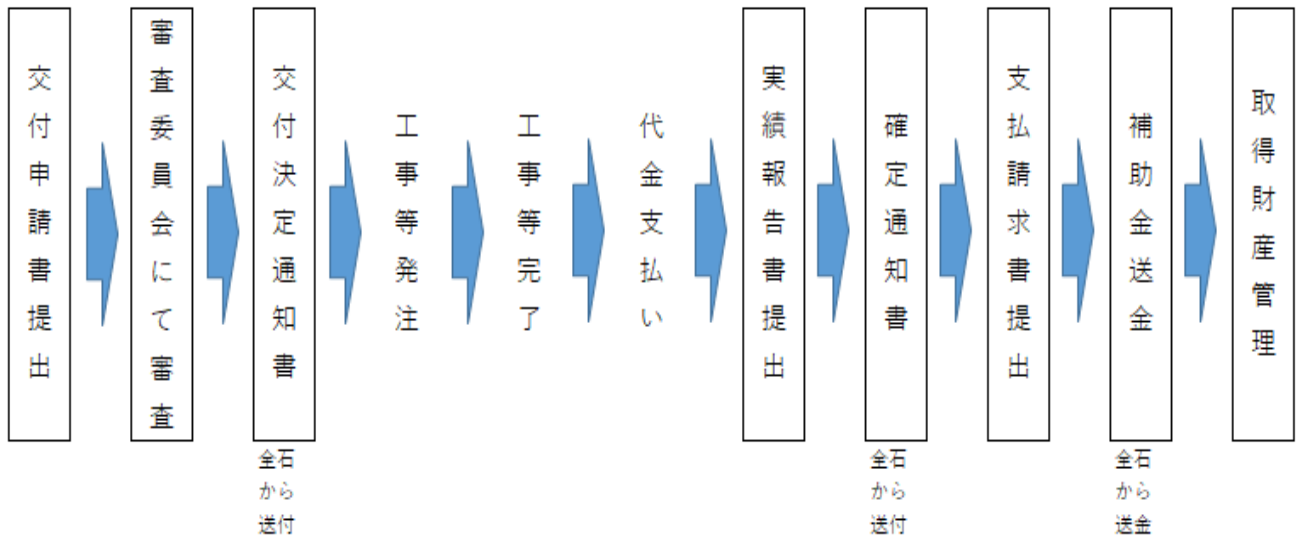 交付申請書提出
審査委員会にて審査
交付決定通知書
全石
から
送付
工事等発注
工事等完了
代金支払い
実績報告書提出
確定通知書
全石
から
送付
支払請求書提出
補助金送金
全石
から
送金
取得財産管理